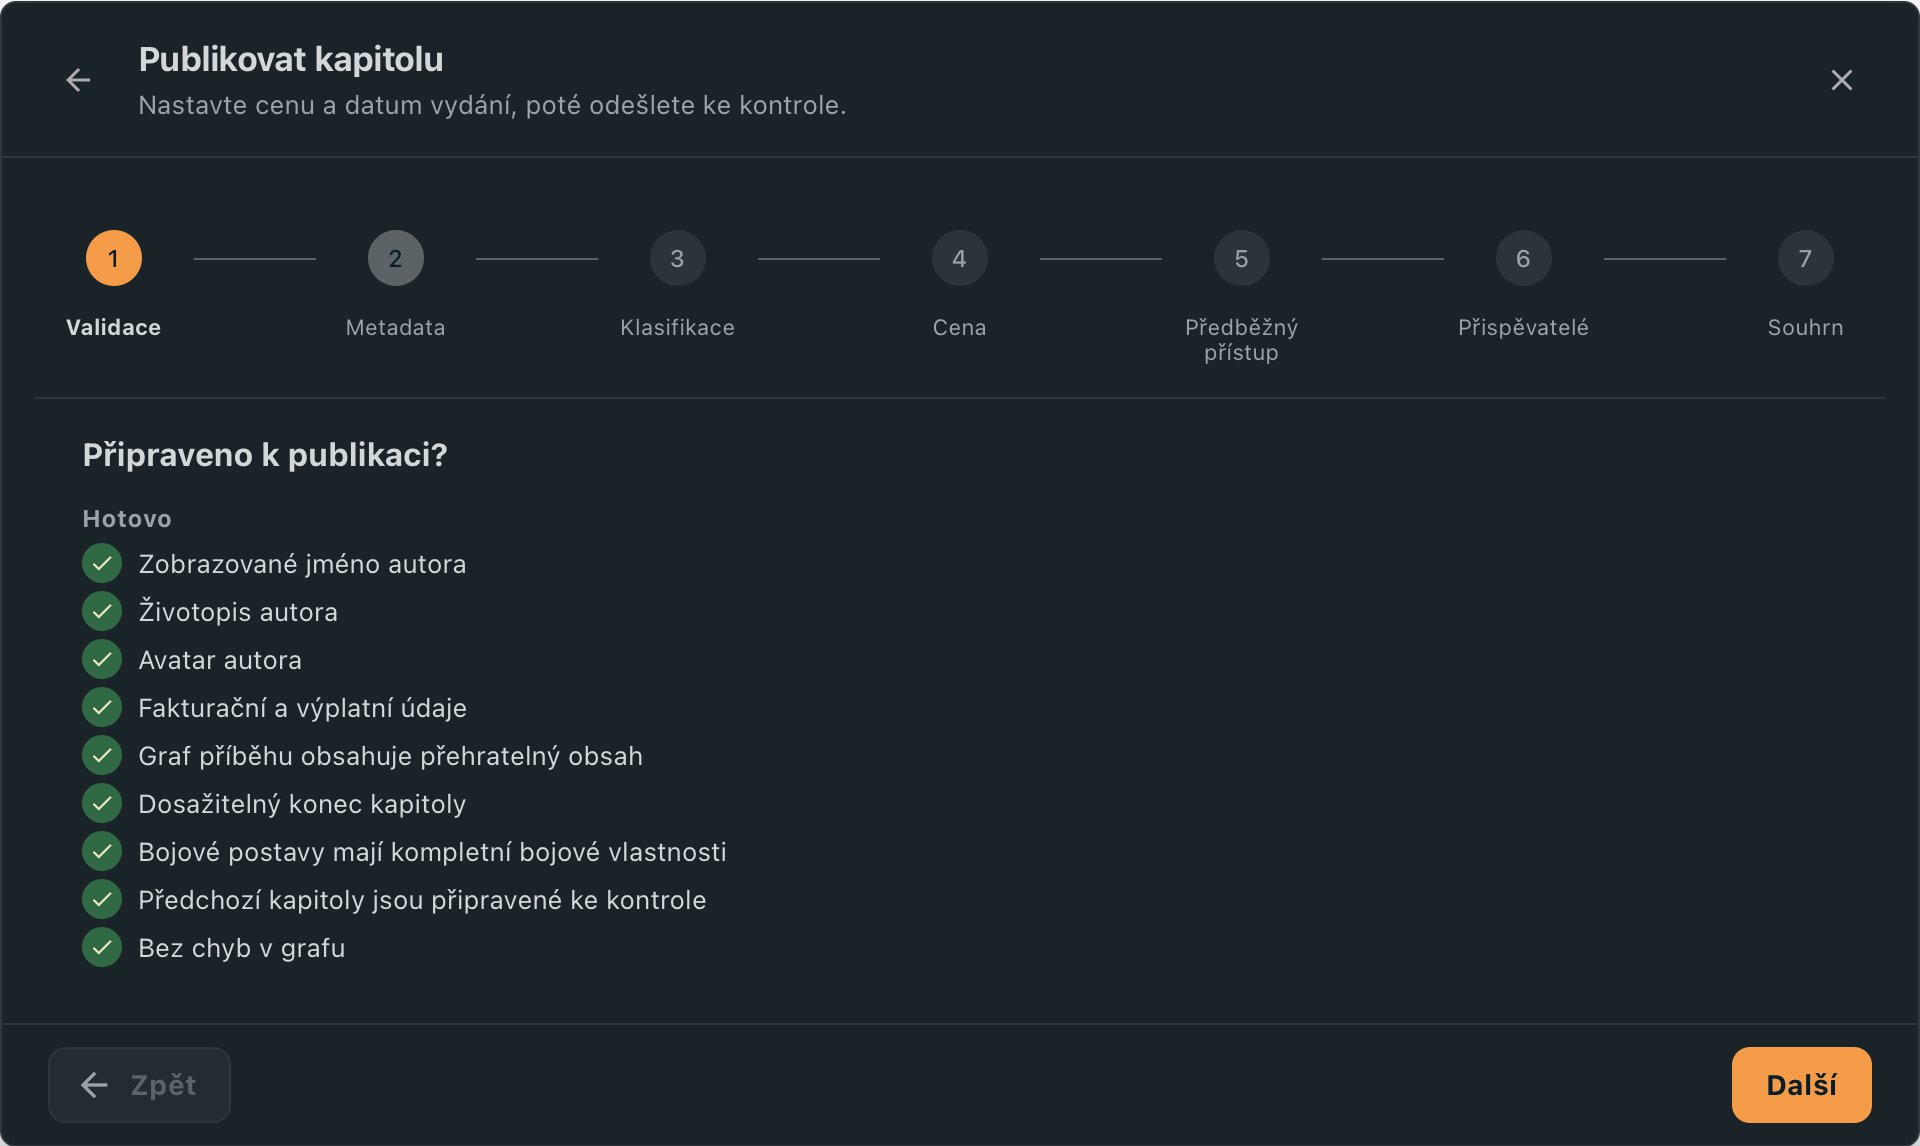 Publikovat kapitolu
Nastavte cenu a datum vydání, poté odešlete ke kontrole.
1
2
3
4
5
6
7
Validace
Metadata
Klasifikace
Cena
Předběžný
přístup
Přispěvatelé
Souhrn
Připraveno k publikaci?
Hotovo
Zobrazované jméno autora
Životopis autora
Avatar autora
Fakturační a výplatní údaje
Graf příběhu obsahuje přehratelný obsah
Dosažitelný konec kapitoly
Bojové postavy mají kompletní bojové vlastnosti
Předchozí kapitoly jsou připravené ke kontrole
Bez chyb v grafu
Zpět
Další